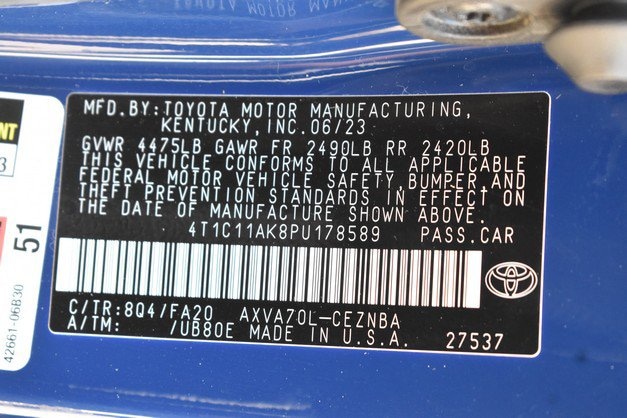 MFD.BY:TOYOTA MOTOR MANUFACTURING,
KENTUCKY,INC.06/23
GVWR 4475LB GAWR FR 2490LB RR 2420LB
THIS VEHICLE CONFORMS TO ALL APPLICABLE
FEDERAL MOTOR VEHICLE SAFETY,BUMPER,AND
THEFT PREVENTION STANDARDS IN EFFECT ON
THE DATE OF MANUFACTURE SHOWN ABOVE.
4T1C11AK8PU178589 PASS.CAR
C/TR:8Q4/FA20 AXVA70L-CEZNBA
A/TM: /UB80E MADE IN U.S.A. 27537
NT
3
51
42661-06B30